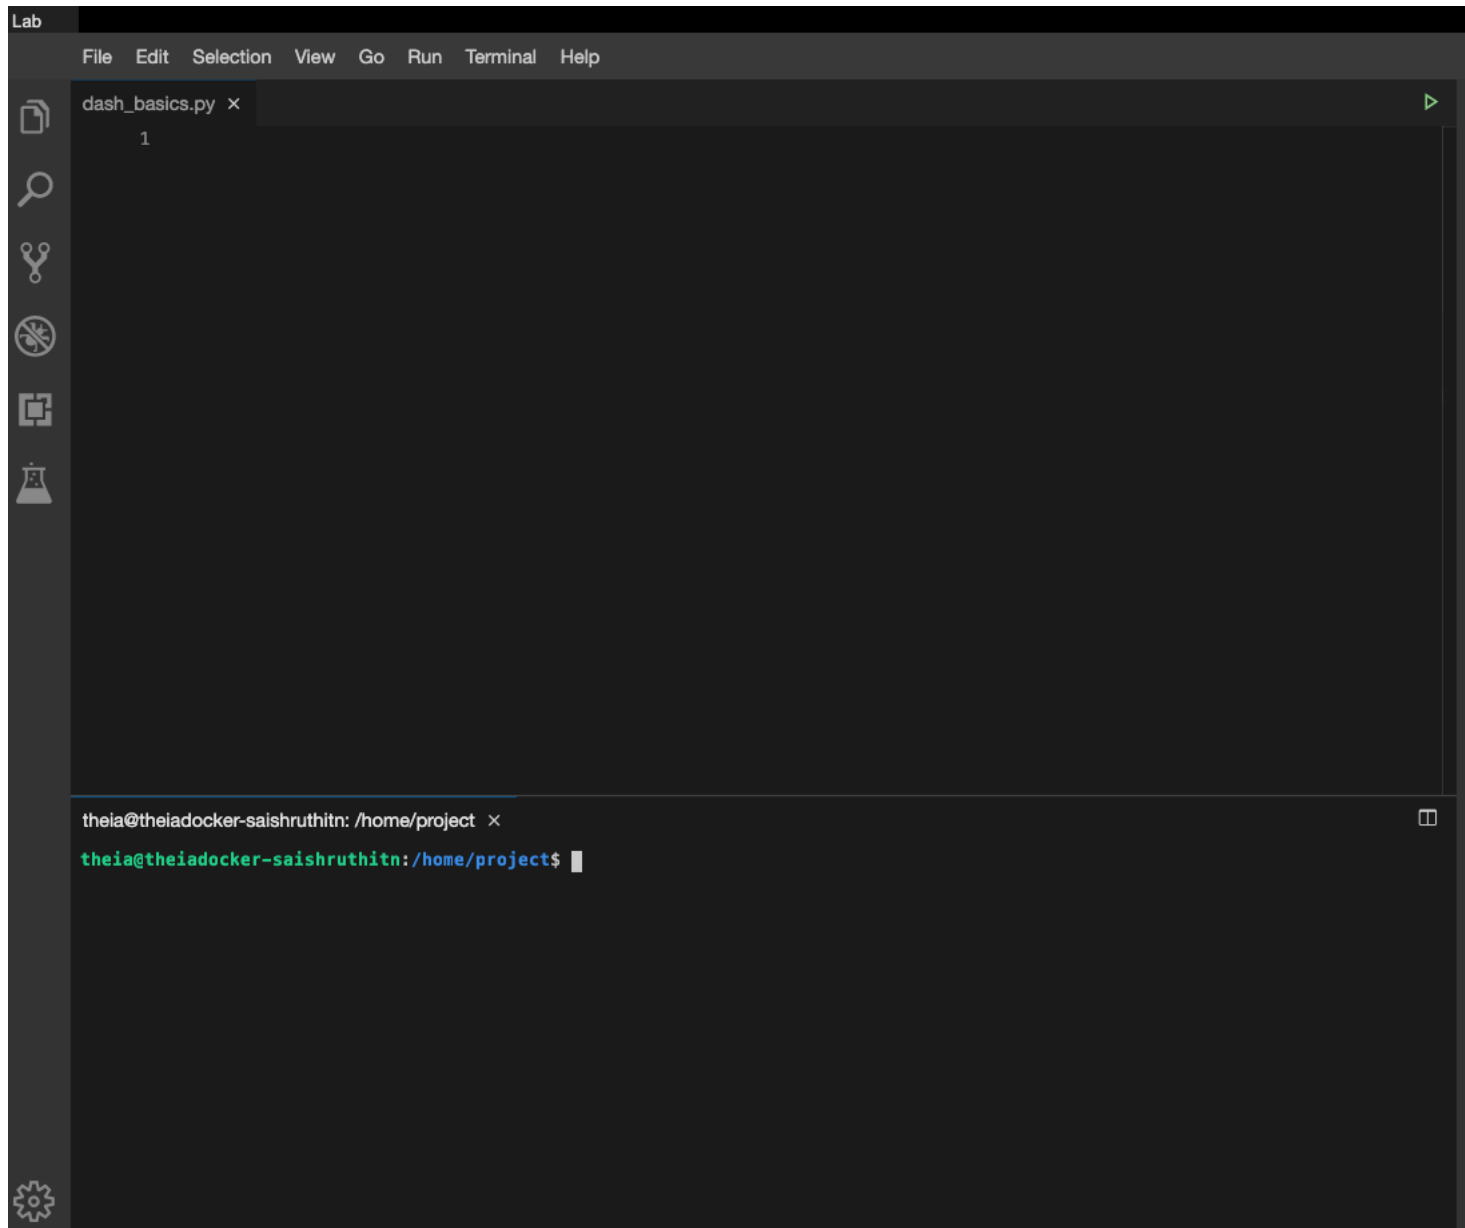 Lab
File Edit Selection View Go Run Terminal Help
dash_basics.py ×
1
theia@theiadocker-saishruthitn: /home/project ×
theia@theiadocker-saishruthitn:/home/project$